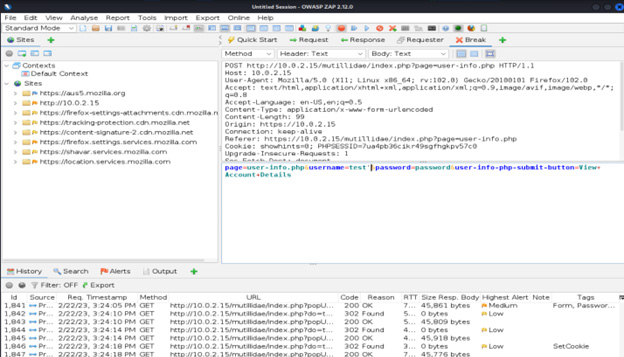 Untitled Session - OWASP ZAP 2.12.0
File Edit View Analyse Report Tools Import Export Online Help
Standard Mode
Sites
Quick Start Request Response Break
Method Header: Text Body: Text
Contexts
Default Context
Sites
https://aus5.mozilla.org
http://10.0.2.15
https://firefox-settings-attachments.cdn.mozilla.n
https://tracking-protection.cdn.mozilla.net
https://content-signature-2.cdn.mozilla.net
https://firefox.settings.services.mozilla.com
https://shavar.services.mozilla.com
https://location.services.mozilla.com
POST http://10.0.2.15/mutillidae/index.php?page=user-info.php HTTP/1.1
Host: 10.0.2.15
User-Agent: Mozilla/5.0 (X11; Linux x86_64; rv:102.0) Gecko/20100101 Firefox/102.0
Accept: text/html,application/xhtml+xml,application/xml;q=0.9,image/avif,image/webp,*/*;
q=0.8
Accept-Language: en-US,en;q=0.5
Content-Type: application/x-www-form-urlencoded
Content-Length: 99
Origin: https://10.0.2.15
Connection: keep-alive
Referer: https://10.0.2.15/mutillidae/index.php?page=user-info.php
Cookie: showhints=0; PHPSESSID=7ua4pb36cikr49sgfhgkpv57c0
Upgrade-Insecure-Requests: 1
page=user-info.php&username=test'&password=password&user-info-php-submit-button=View+
Account+Details
History Search Alerts Output
Filter: OFF Export
Id Source Req. Timestamp Method URL Code Reason RTT Size Resp. Body Highest Alert Note Tags
1,841 Pr... 2/22/23, 3:24:05 PM GET http://10.0.2.15/mutillidae/index.php?popU... 200 OK 7... 45,861 bytes Medium Form, Passwor...
1,842 Pr... 2/22/23, 3:24:10 PM GET http://10.0.2.15/mutillidae/index.php?do=t... 302 Found 5... 0 bytes Low
1,843 Pr... 2/22/23, 3:24:10 PM GET http://10.0.2.15/mutillidae/index.php?popU... 200 OK 5... 45,809 bytes
1,844 Pr... 2/22/23, 3:24:14 PM GET http://10.0.2.15/mutillidae/index.php?do=t... 302 Found 4... 0 bytes Low
1,845 Pr... 2/22/23, 3:24:14 PM GET http://10.0.2.15/mutillidae/index.php?popU... 200 OK 4... 45,918 bytes
1,846 Pr... 2/22/23, 3:24:18 PM GET http://10.0.2.15/mutillidae/index.php?do=t... 302 Found 3... 0 bytes Low SetCookie
1,847 Pr... 2/22/23, 3:24:18 PM GET http://10.0.2.15/mutillidae/index.php?popU... 200 OK 7... 45,776 bytes